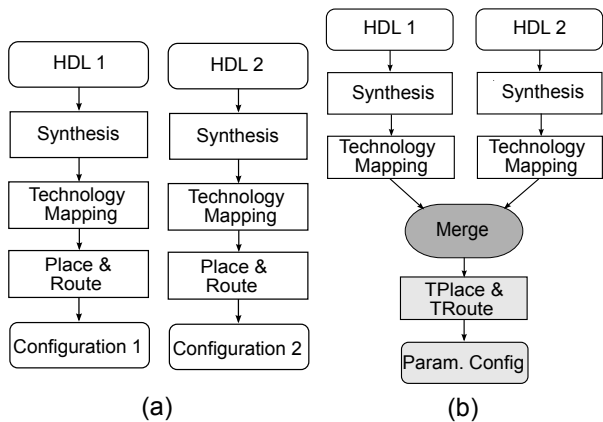 HDL 1
Synthesis
Technology
Mapping
Place &
Route
Configuration 1
HDL 2
Synthesis
Technology
Mapping
Place &
Route
Configuration 2
(a)
HDL 1
Synthesis
Technology
Mapping
HDL 2
Synthesis
Technology
Mapping
Merge
TPlace &
TRoute
Param. Config
(b)